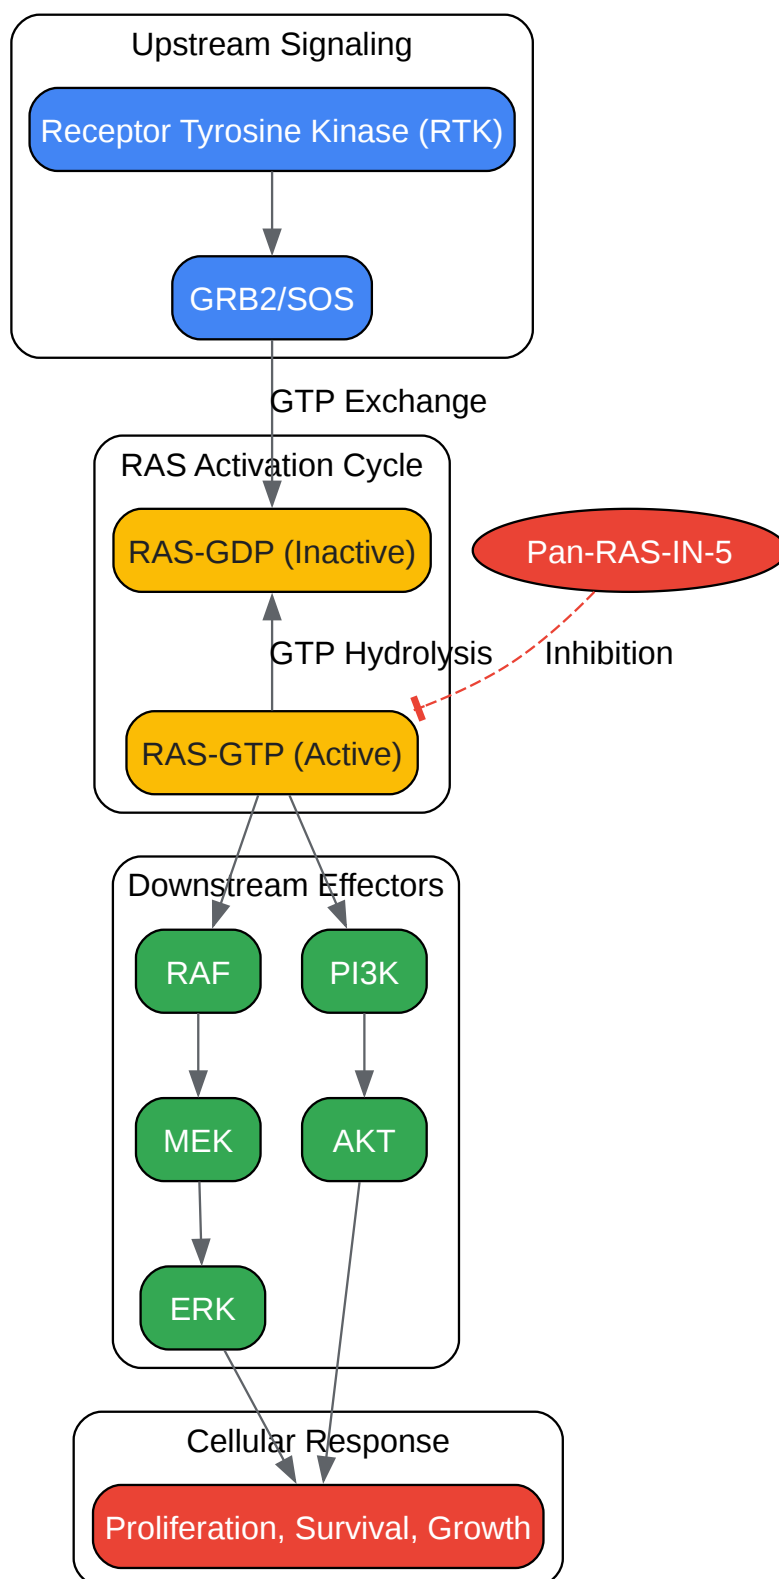 Upstream Signaling
Receptor Tyrosine Kinase (RTK)
GRB2/SOS
GTP Exchange
RAS Activation Cycle
RAS-GDP (Inactive)
Pan-RAS-IN-5
GTP Hydrolysis
Inhibition
RAS-GTP (Active)
Downstream Effectors
RAF
PI3K
MEK
AKT
ERK
Cellular Response
Proliferation, Survival, Growth